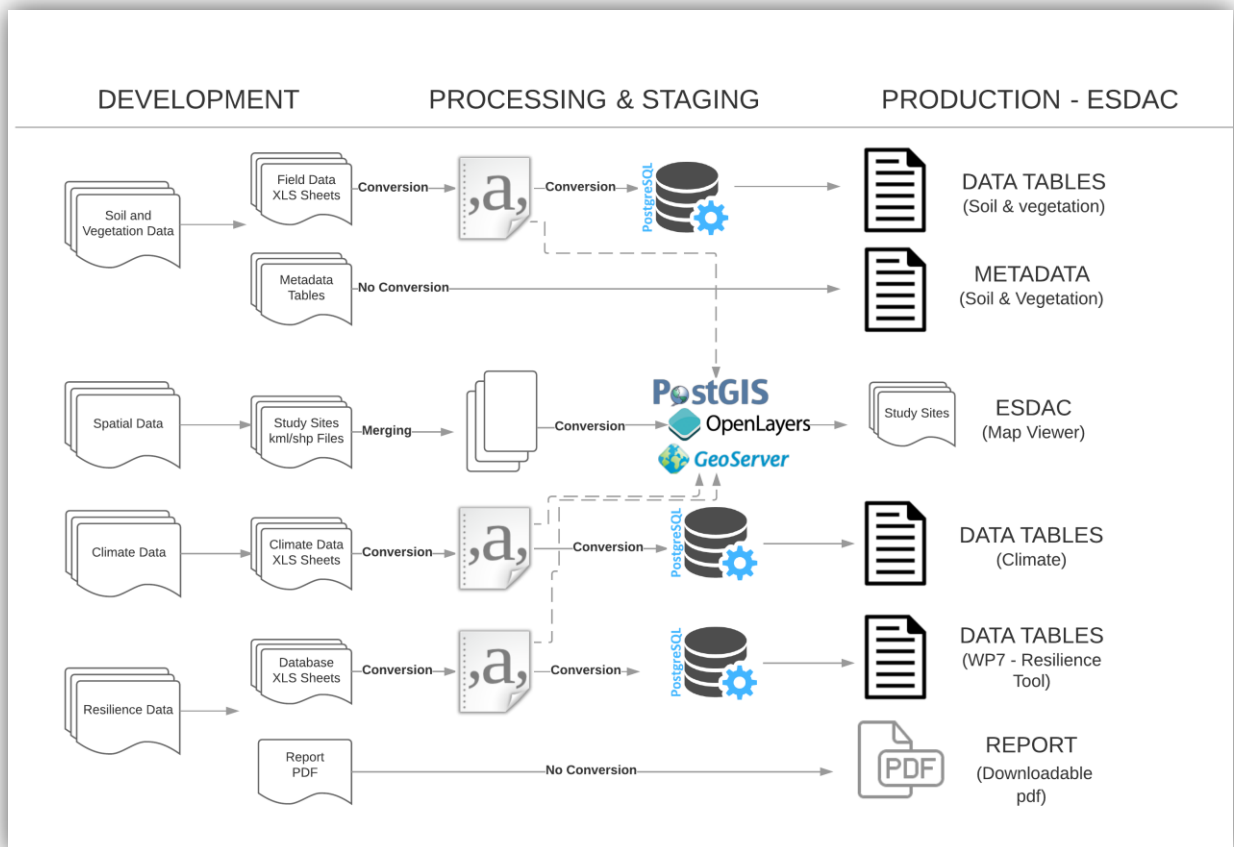 DEVELOPMENT
PROCESSING & STAGING
PRODUCTION - ESDAC
Soil and
Vegetation Data
Field Data
XLS Sheets
Conversion
,a,
Conversion
PostgreSQL
DATA TABLES
(Soil & vegetation)
Metadata
Tables
No Conversion
METADATA
(Soil & Vegetation)
Spatial Data
Study Sites
kml/shp Files
Merging
Conversion
PostGIS
OpenLayers
GeoServer
Study Sites
ESDAC
(Map Viewer)
Climate Data
Climate Data
XLS Sheets
Conversion
,a,
Conversion
PostgreSQL
DATA TABLES
(Climate)
Resilience Data
Database
XLS Sheets
Conversion
,a,
Conversion
PostgreSQL
DATA TABLES
(WP7 - Resilience
Tool)
Report
PDF
No Conversion
PDF
REPORT
(Downloadable
pdf)